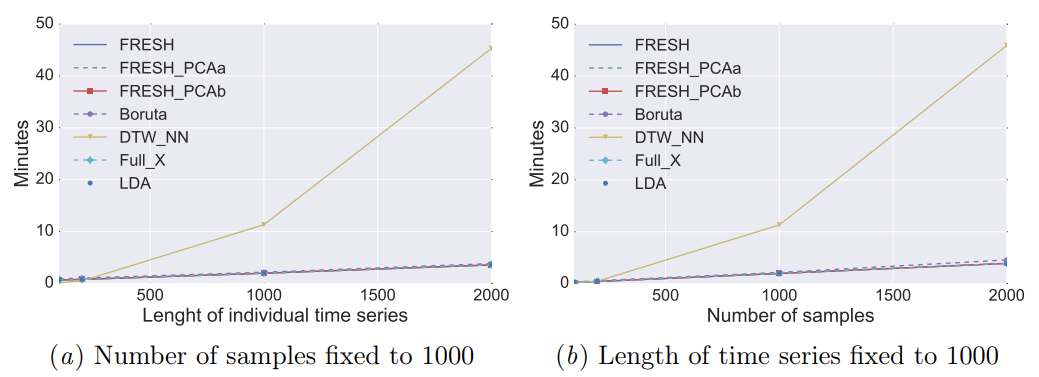 50
40
30
20
10
0
Minutes
FRESH
FRESH_PCAa
FRESH_PCAb
Boruta
DTW_NN
Full_X
LDA
500 1000 1500 2000
Lenght of individual time series
(a) Number of samples fixed to 1000
50
40
30
20
10
0
Minutes
FRESH
FRESH_PCAa
FRESH_PCAb
Boruta
DTW_NN
Full_X
LDA
500 1000 1500 2000
Number of samples
(b) Length of time series fixed to 1000